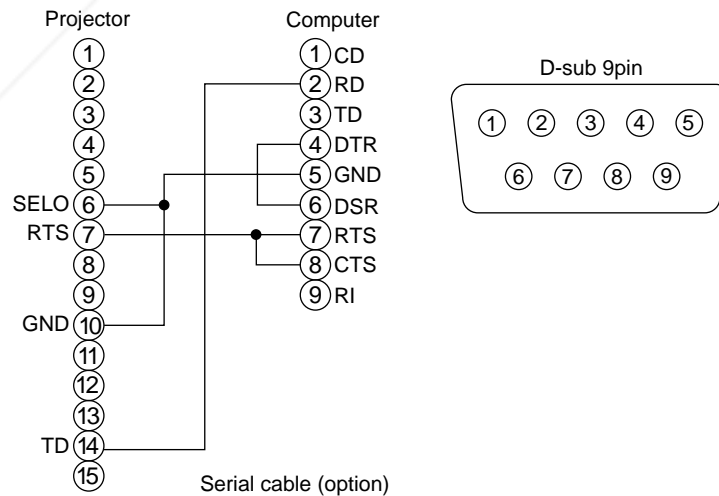 Projector
SELO
RTS
GND
TD
1
2
3
4
5
6
7
8
9
10
11
12
13
14
15
Computer
1 CD
2 RD
3 TD
4 DTR
5 GND
6 DSR
7 RTS
8 CTS
9 RI
Serial cable (option)
D-sub 9pin
1 2 3 4 5
6 7 8 9